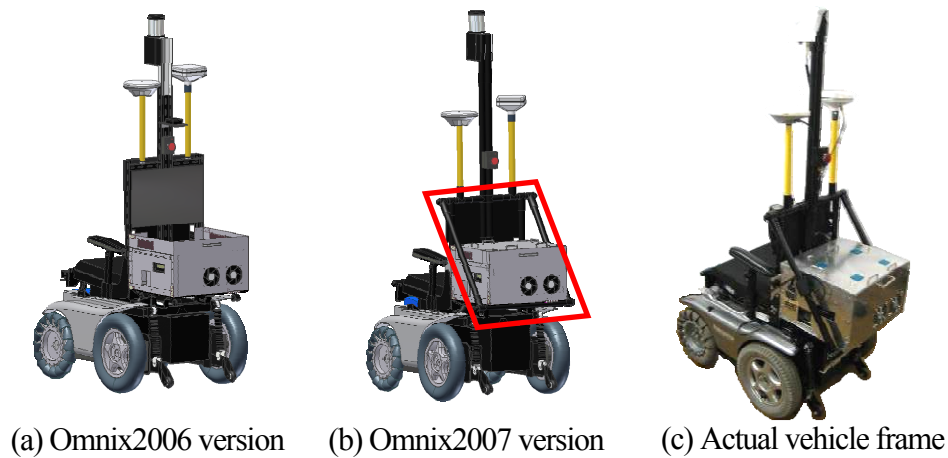 (a) Omnix2006 version
(b) Omnix2007 version
(c) Actual vehicle frame